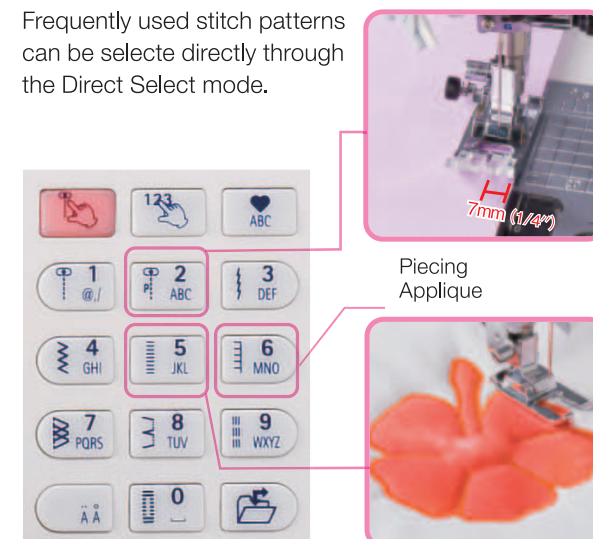 Frequently used stitch patterns
can be selecte directly through
the Direct Select mode.
7mm (1/4″)
123
ABC
1
@,/
P
2
ABC
3
DEF
Piecing
Applique
4
GHI
5
JKL
6
MNO
7
PQRS
8
TUV
9
WXYZ
Ä Å
0